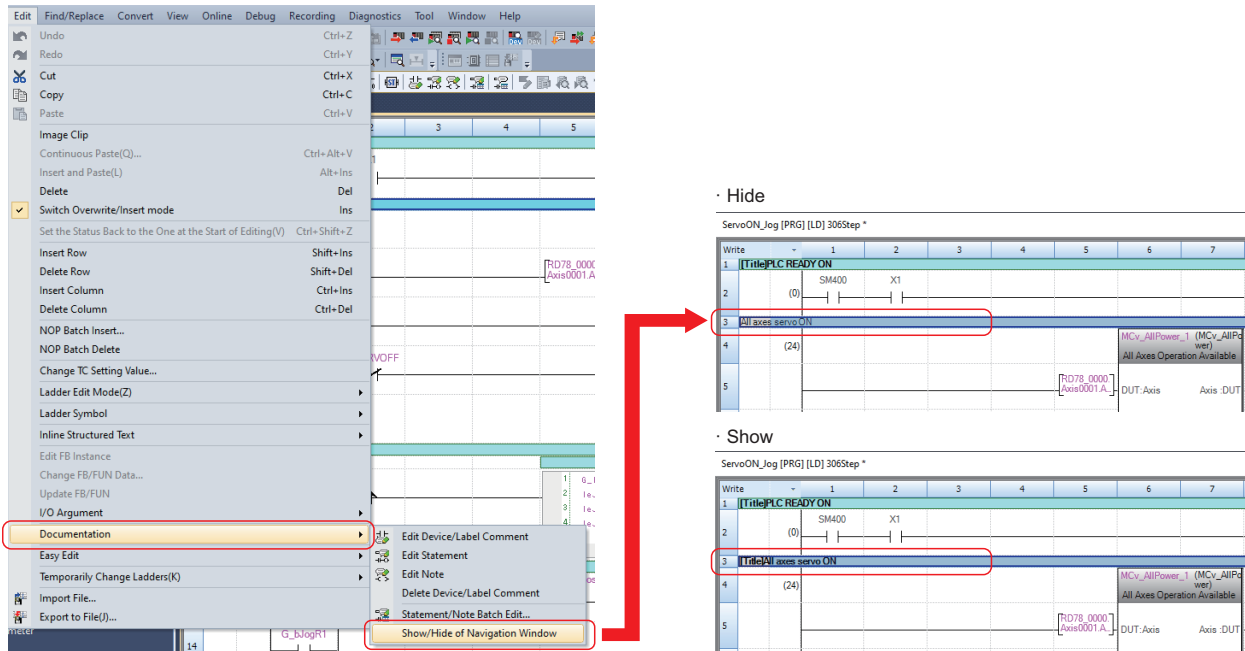 Edit Find/Replace Convert View Online Debug Recording Diagnostics Tool Window Help
Undo Ctrl+Z
Redo Ctrl+Y
Cut Ctrl+X
Copy Ctrl+C
Paste Ctrl+V
Image Clip
Continuous Paste(Q)... Ctrl+Alt+V
Insert and Paste(L) Alt+Ins
Delete Del
Switch Overwrite/Insert mode Ins
Set the Status Back to the One at the Start of Editing(V) Ctrl+Shift+Z
Insert Row Shift+Ins
Delete Row Shift+Del
Insert Column Ctrl+Ins
Delete Column Ctrl+Del
NOP Batch Insert...
NOP Batch Delete
Change TC Setting Value...
Ladder Edit Mode(Z)
Ladder Symbol
Inline Structured Text
Edit FB Instance
Change FB/FUN Data...
Update FB/FUN
I/O Argument
Documentation
Easy Edit
Temporarily Change Ladders(K)
Import File...
Export to File(J)...
Edit Device/Label Comment
Edit Statement
Edit Note
Delete Device/Label Comment
Statement/Note Batch Edit...
Show/Hide of Navigation Window
3 4 5
RD78_0000
Axis0001.A
VOFF
1
2
3
4
meter
14
G_bJogR1
· Hide
ServoON_Jog [PRG] [LD] 306Step *
Write 1 2 3 4 5 6 7
1 [Title]PLC READY ON
SM400 X1
2 (0)
3 All axes servo ON
4 (24)
MCv_AllPower_1 (MCv_AllPo
wer)
All Axes Operation Available
5
RD78_0000.
Axis0001.A..
DUT:Axis Axis :DUT
· Show
ServoON_Jog [PRG] [LD] 306Step *
Write 1 2 3 4 5 6 7
1 [Title]PLC READY ON
SM400 X1
2 (0)
3 [Title]All axes servo ON
4 (24)
MCv_AllPower_1 (MCv_AllPo
wer)
All Axes Operation Available
5
RD78_0000.
Axis0001.A..
DUT:Axis Axis :DUT